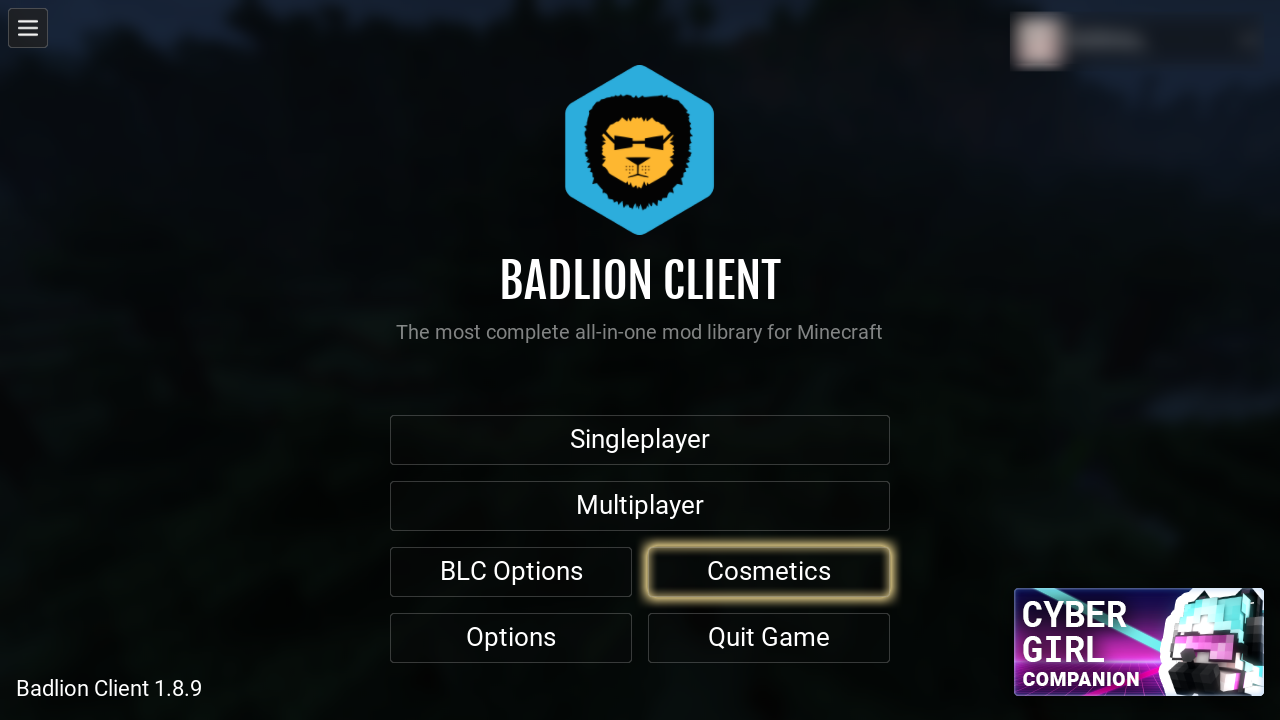 BADLION CLIENT
The most complete all-in-one mod library for Minecraft
Singleplayer
Multiplayer
BLC Options
Cosmetics
Options
Quit Game
CYBER
GIRL
COMPANION
Badlion Client 1.8.9